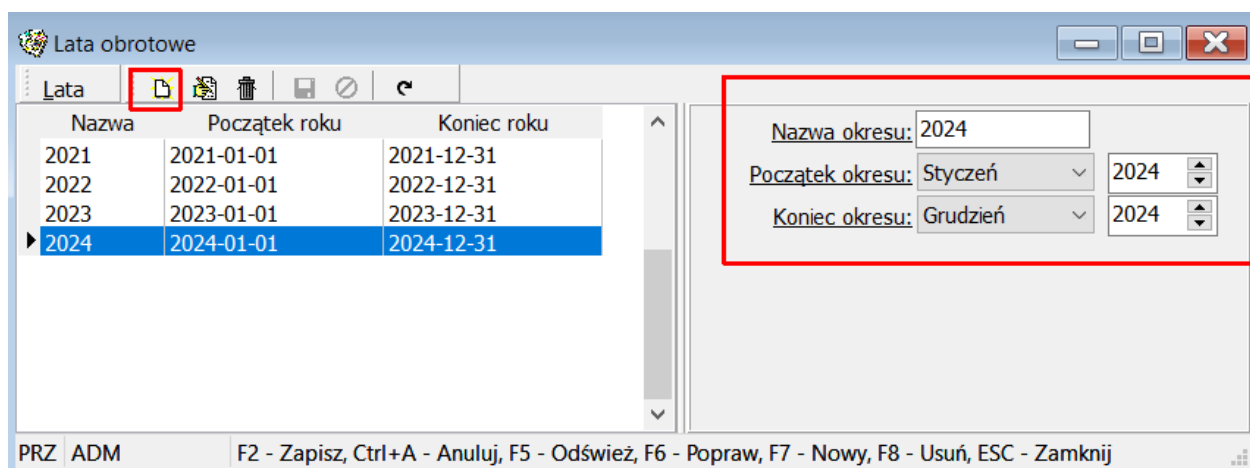 Lata obrotowe
Lata
Nazwa Początek roku Koniec roku
2021 2021-01-01 2021-12-31
2022 2022-01-01 2022-12-31
2023 2023-01-01 2023-12-31
2024 2024-01-01 2024-12-31
Nazwa okresu: 2024
Początek okresu: Styczeń 2024
Koniec okresu: Grudzień 2024
PRZ ADM F2 - Zapisz, Ctrl+A - Anuluj, F5 - Odśwież, F6 - Popraw, F7 - Nowy, F8 - Usuń, ESC - Zamknij